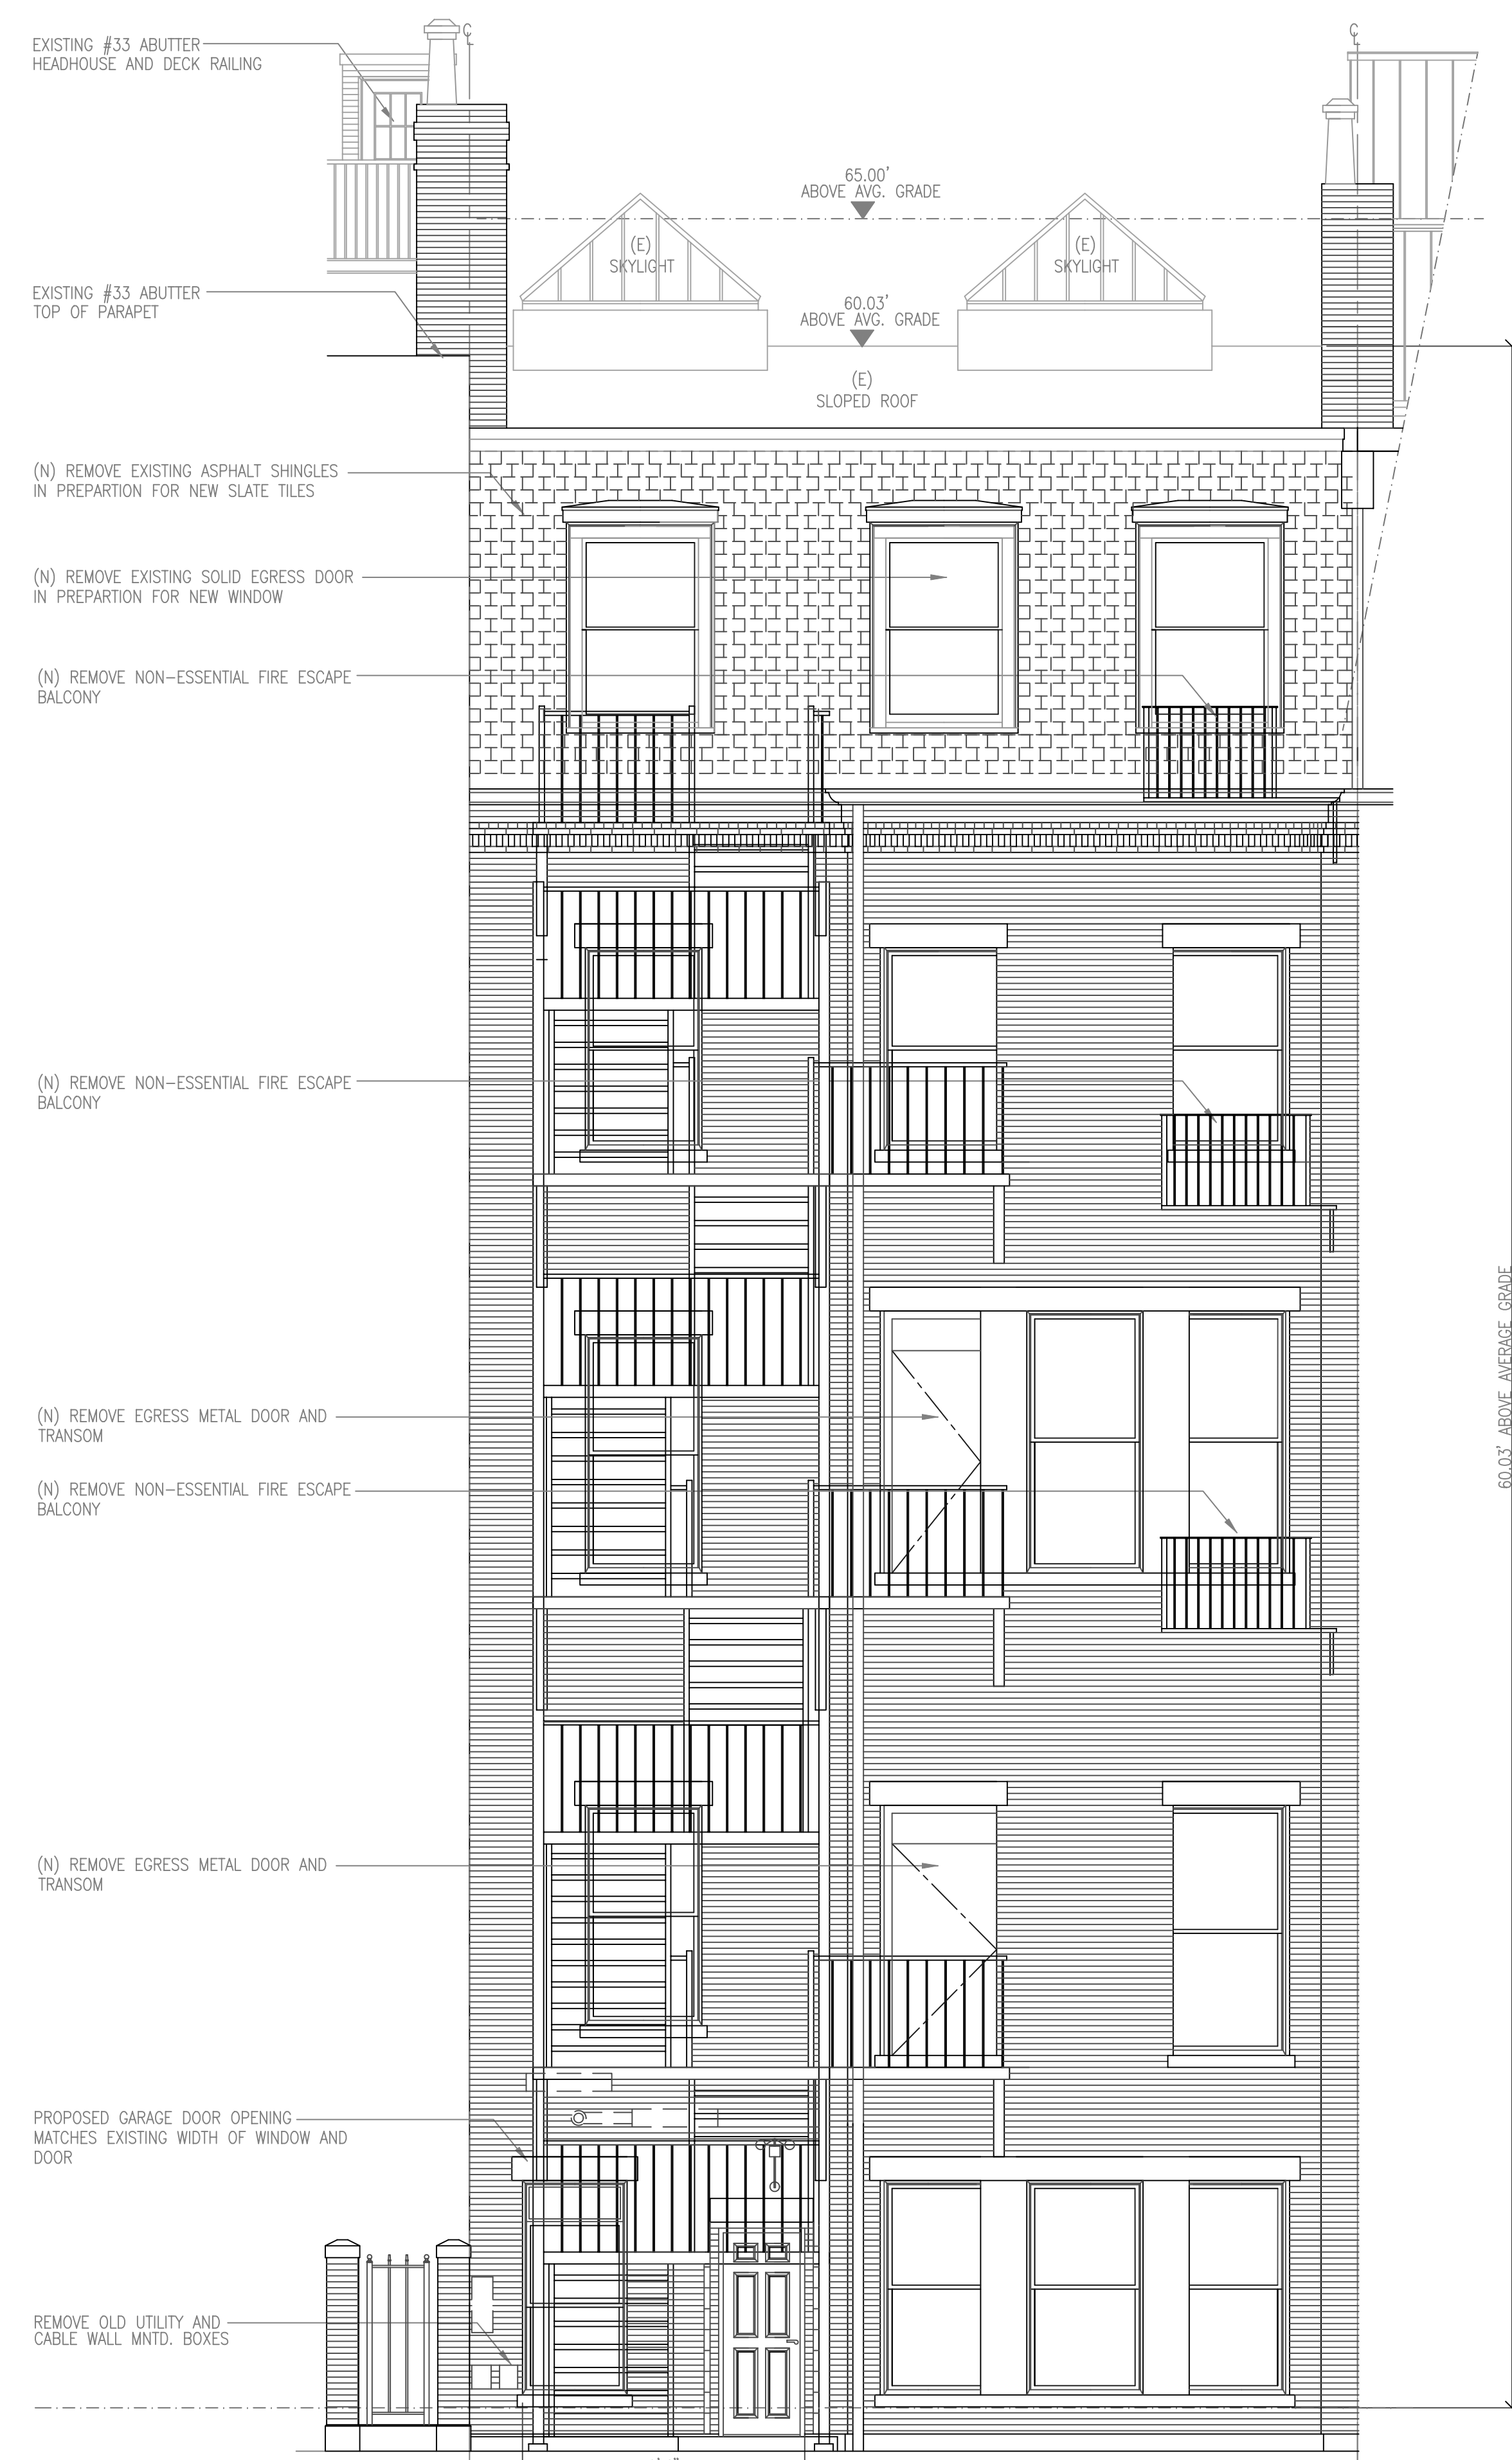 EXISTING #33 ABUTTER
HEADHOUSE AND DECK RAILING
65.00'
ABOVE AVG. GRADE
(E)
SKYLIGHT
(E)
SKYLIGHT
EXISTING #33 ABUTTER
TOP OF PARAPET
60.03'
ABOVE AVG. GRADE
(E)
SLOPED ROOF
(N) REMOVE EXISTING ASPHALT SHINGLES
IN PREPARTION FOR NEW SLATE TILES
(N) REMOVE EXISTING SOLID EGRESS DOOR
IN PREPARTION FOR NEW WINDOW
(N) REMOVE NON-ESSENTIAL FIRE ESCAPE
BALCONY
(N) REMOVE NON-ESSENTIAL FIRE ESCAPE
BALCONY
60.03' ABOVE AVERAGE GRADE
(N) REMOVE EGRESS METAL DOOR AND
TRANSOM
(N) REMOVE NON-ESSENTIAL FIRE ESCAPE
BALCONY
(N) REMOVE EGRESS METAL DOOR AND
TRANSOM
PROPOSED GARAGE DOOR OPENING
MATCHES EXISTING WIDTH OF WINDOW AND
DOOR
REMOVE OLD UTILITY AND
CABLE WALL MNTD. BOXES